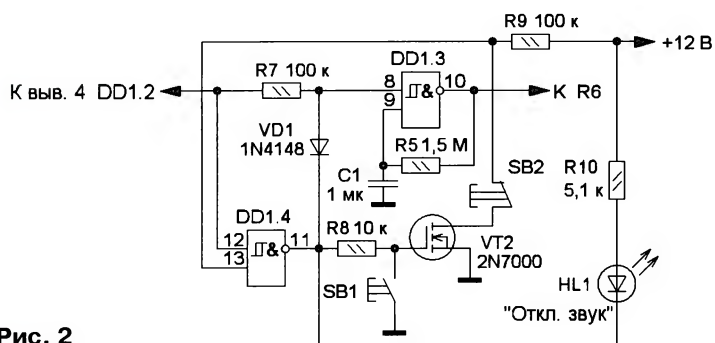 R9 100 к
+12 В
DD1.3
R7 100 к
8
10
&
9
К выв. 4 DD1.2
К R6
VD1
1N4148
R5 1,5 М
C1
1 мк
SB2
R10
5,1 к
DD1.4
12
11
&
13
R8 10 к
VT2
2N7000
SB1
HL1
"Откл. звук"
Рис. 2